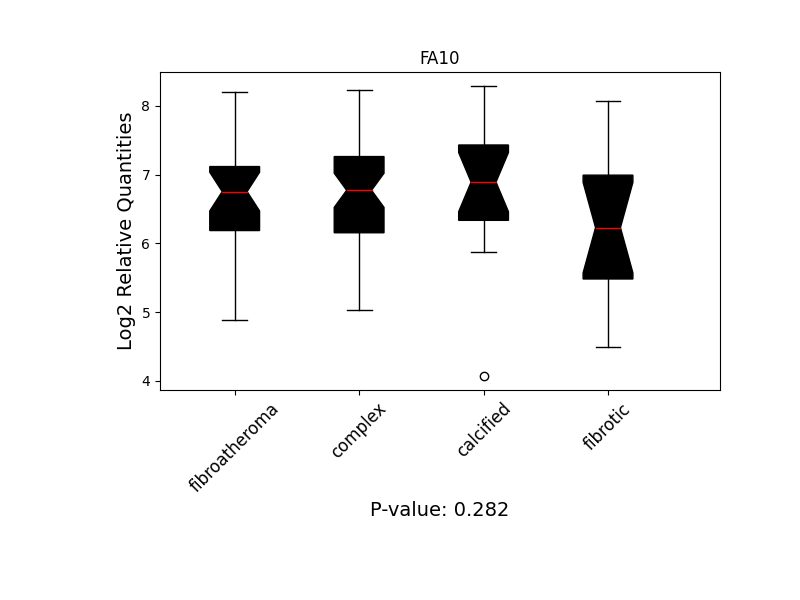 FA10
Log2 Relative Quantities
8
7
6
5
4
fibroatheroma
complex
calcified
fibrotic
P-value: 0.282